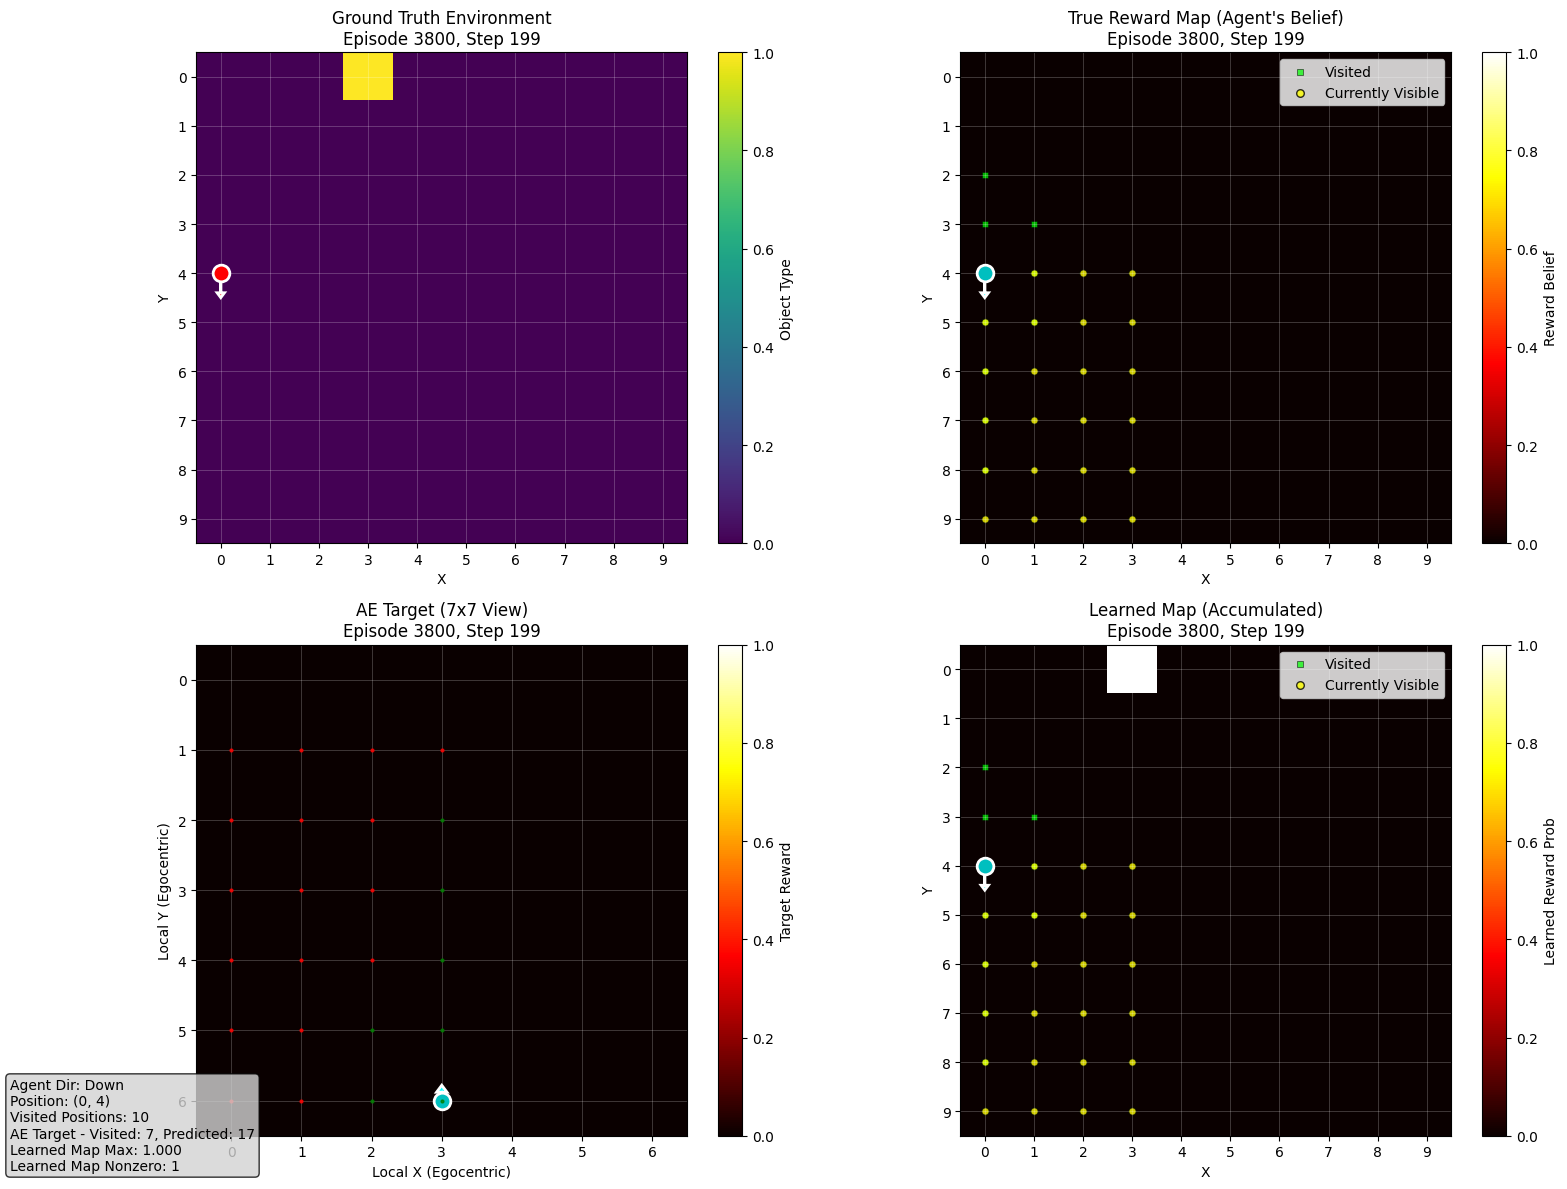 Ground Truth Environment
Episode 3800, Step 199
0
1
2
3
4
5
6
7
8
9
Y
0 1 2 3 4 5 6 7 8 9
X
1.0
0.8
0.6
0.4
0.2
0.0
Object Type
True Reward Map (Agent's Belief)
Episode 3800, Step 199
Visited
Currently Visible
0
1
2
3
4
5
6
7
8
9
Y
0 1 2 3 4 5 6 7 8 9
X
1.0
0.8
0.6
0.4
0.2
0.0
Reward Belief
AE Target (7x7 View)
Episode 3800, Step 199
0
1
2
3
4
5
6
Local Y (Egocentric)
0 1 2 3 4 5 6
Local X (Egocentric)
1.0
0.8
0.6
0.4
0.2
0.0
Target Reward
Agent Dir: Down
Position: (0, 4)
Visited Positions: 10
AE Target - Visited: 7, Predicted: 17
Learned Map Max: 1.000
Learned Map Nonzero: 1
Learned Map (Accumulated)
Episode 3800, Step 199
Visited
Currently Visible
0
1
2
3
4
5
6
7
8
9
Y
0 1 2 3 4 5 6 7 8 9
X
1.0
0.8
0.6
0.4
0.2
0.0
Learned Reward Prob